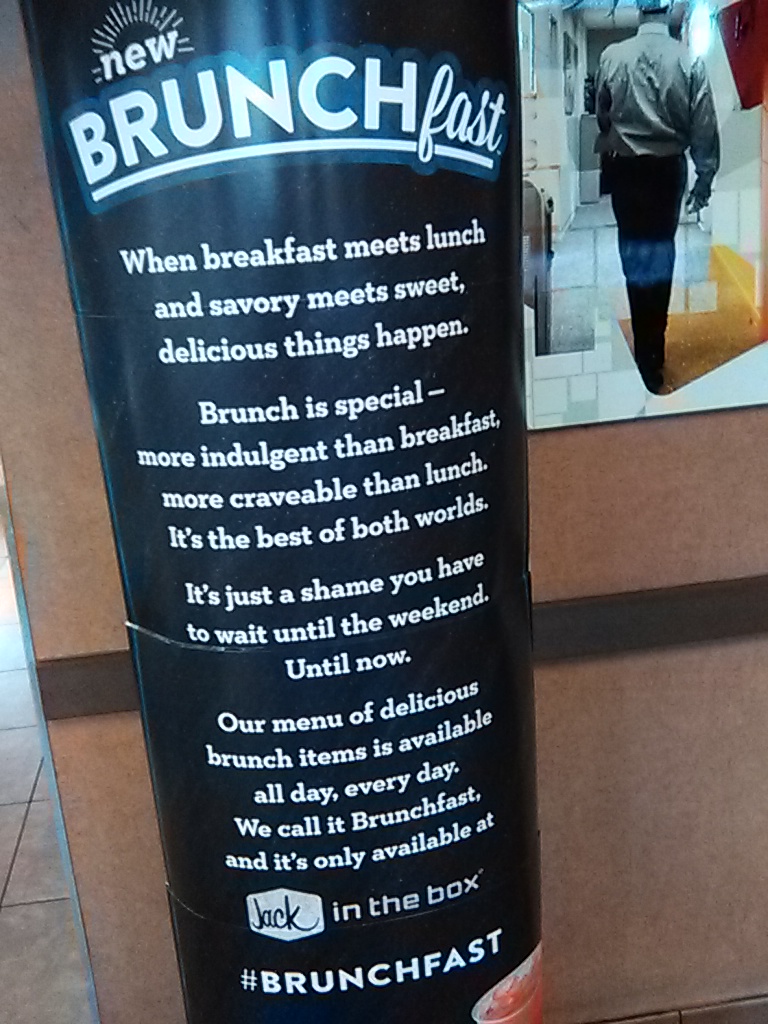 new
BRUNCHfast
When breakfast meets lunch
and savory meets sweet,
delicious things happen.
Brunch is special –
more indulgent than breakfast,
more craveable than lunch.
It's the best of both worlds.
It's just a shame you have
to wait until the weekend.
Until now.
Our menu of delicious
brunch items is available
all day, every day.
We call it Brunchfast,
and it's only available at
Jack in the box®
#BRUNCHFAST